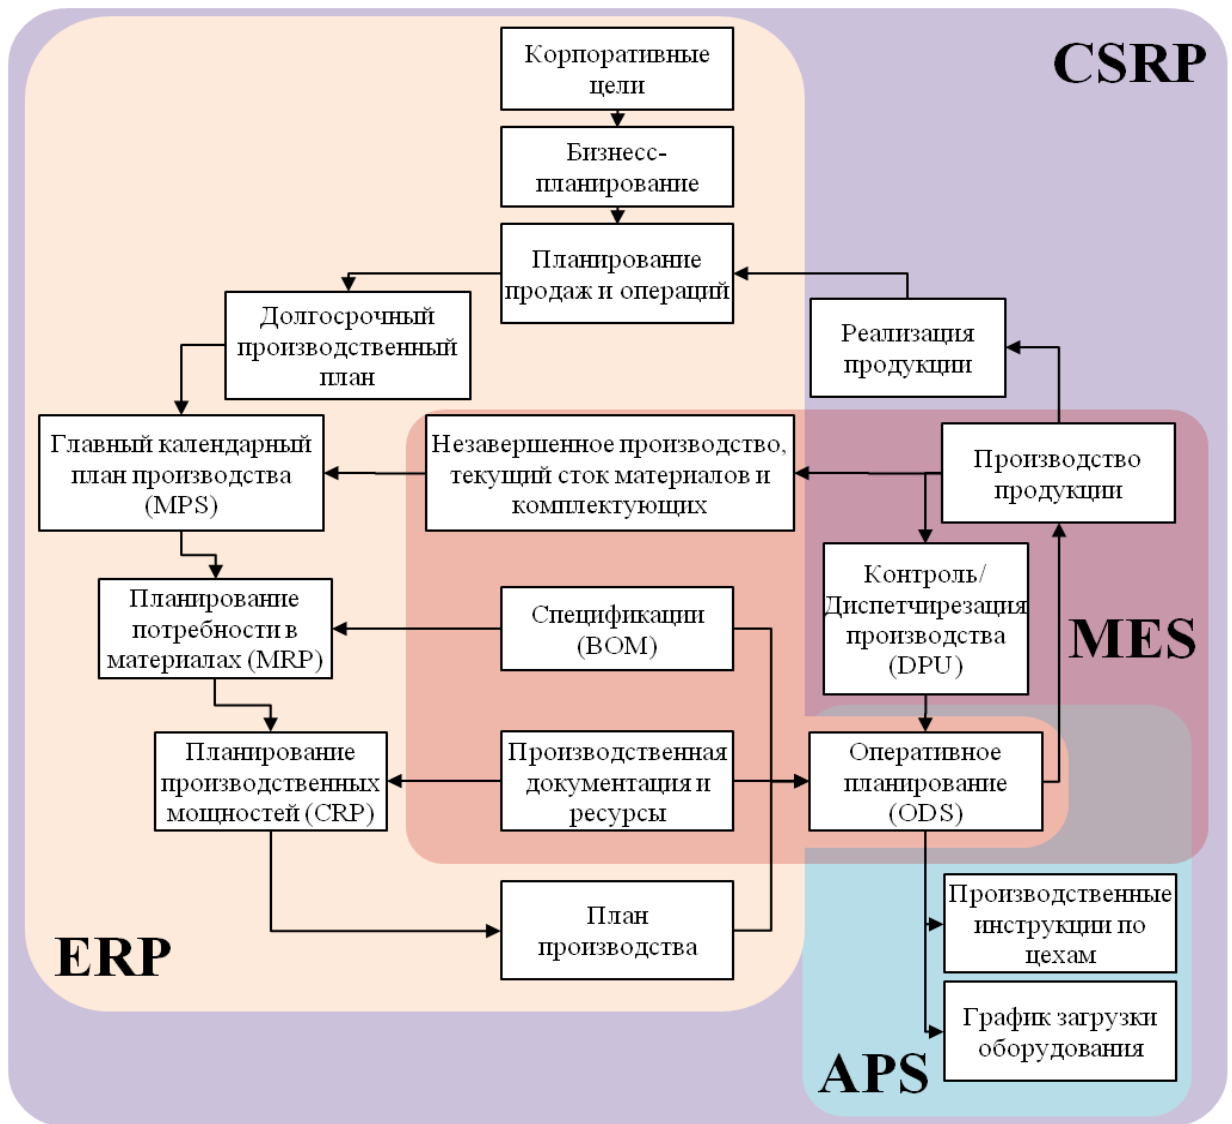 CSRP
Корпоративные
цели
Бизнесс-
планирование
Планирование
продаж и операций
Долгосрочный
производственный
план
Реализация
продукции
Главный календарный
план производства
(MPS)
Незавершенное производство,
текущий сток материалов и
комплектующих
Производство
продукции
Контроль/
Диспетчирезация
производства
(DPU)
MES
Планирование
потребности в
материалах (MRP)
Спецификации
(BOM)
Планирование
производственных
мощностей (CRP)
Производственная
документация и
ресурсы
Оперативное
планирование
(ODS)
План
производства
Производственные
инструкции по
цехам
ERP
График загрузки
оборудования
APS